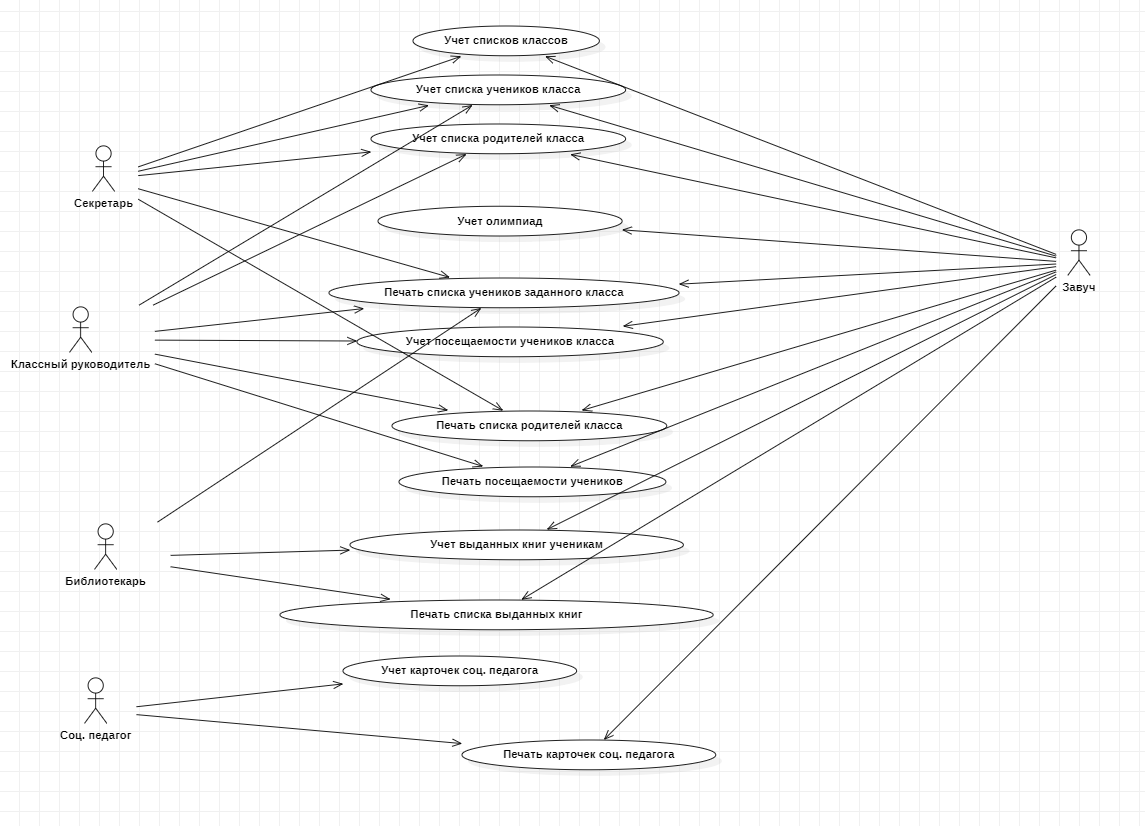 Учет списков классов
Учет списка учеников класса
Учет списка родителей класса
Секретарь
Учет олимпиад
Завуч
Печать списка учеников заданного класса
Учет посещаемости учеников класса
Классный руководитель
Печать списка родителей класса
Печать посещаемости учеников
Учет выданных книг ученикам
Библиотекарь
Печать списка выданных книг
Учет карточек соц. педагога
Соц. педагог
Печать карточек соц. педагога